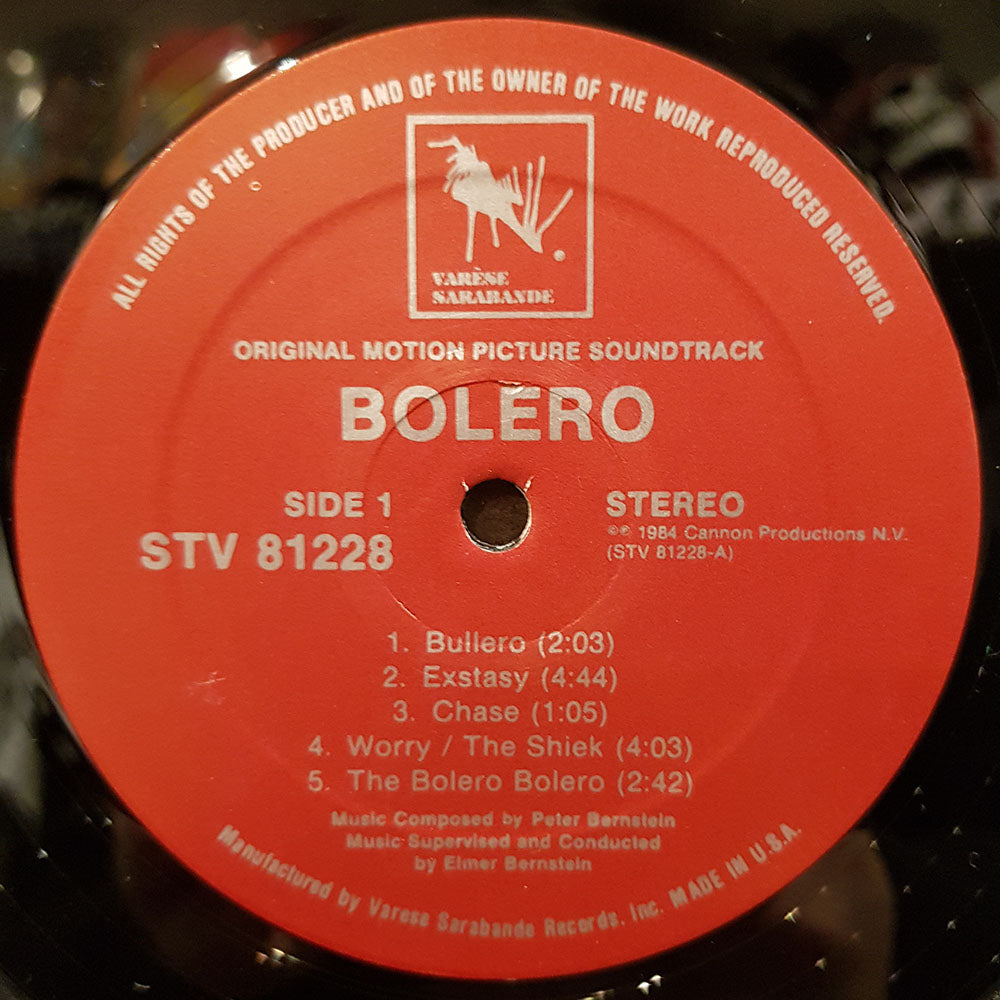 ALL RIGHTS OF THE PRODUCER AND OF THE OWNER OF THE WORK REPRODUCED RESERVED.
VARÈSE
SARABANDE
ORIGINAL MOTION PICTURE SOUNDTRACK
BOLERO
SIDE 1
STV 81228
STEREO
©℗ 1984 Cannon Productions N.V.
(STV 81228-A)
1. Bullero (2:03)
2. Exstasy (4:44)
3. Chase (1:05)
4. Worry / The Shiek (4:03)
5. The Bolero Bolero (2:42)
Music Composed by Peter Bernstein
Music Supervised and Conducted
by Elmer Bernstein
Manufactured by Varese Sarabande Records, Inc. MADE IN U.S.A.